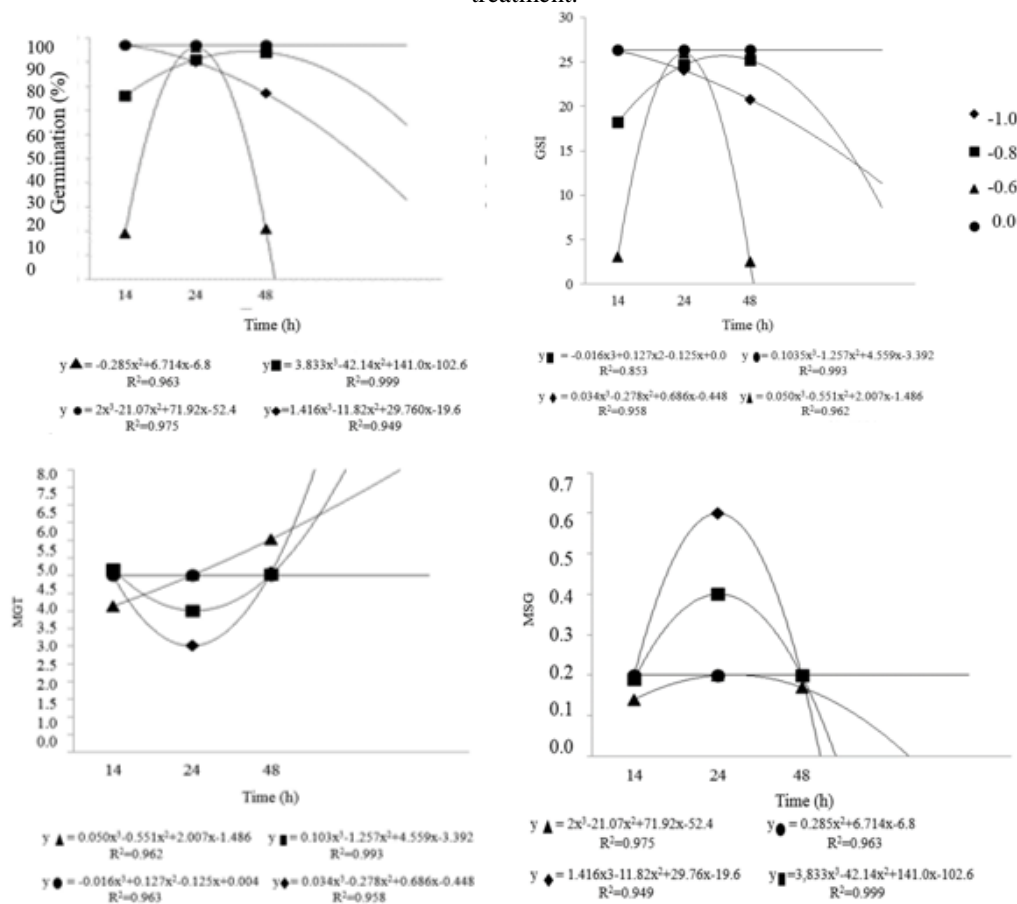 treatment.
100
90
80
70
60
50
40
30
20
10
0
Germination (%)
14 24 48
Time (h)
y▲= -0.285x²+6.714x-6.8
R²=0.963
y■= 3.833x³-42.14x²+141.0x-102.6
R²=0.999
y ● = 2x³-21.07x²+71.92x-52.4
R²=0.975
y◆=1.416x³-11.82x²+29.760x-19.6
R²=0.949
30
25
20
15
10
5
0
GSI
14 24 48
Time (h)
y■ = -0.016x3+0.127x2-0.125x+0.0
R²=0.853
y ● = 0.1035x³-1.257x²+4.559x-3.392
R²=0.993
y ◆ = 0.034x³-0.278x²+0.686x-0.448
R²=0.958
y▲ = 0.050x³-0.551x²+2.007x-1.486
R²=0.962
◆ -1.0
■ -0.8
▲ -0.6
● 0.0
8.0
7.5
6.5
6.0
5.5
5.0
4.5
4.0
3.5
3.0
2.5
2.0
1.5
1.0
0.0
MGT
14 24 48
Time (h)
y ▲ = 0.050x³-0.551x²+2.007x-1.486
R²=0.962
y ■ = 0.103x³-1.257x²+4.559x-3.392
R²=0.993
y ● = -0.016x³+0.127x²-0.125x+0.004
R²=0.963
y◆= 0.034x³-0.278x²+0.686x-0.448
R²=0.958
0.7
0.6
0.5
0.4
0.3
0.2
0.1
0.0
MSG
14 24 48
Time (h)
y ▲ = 2x³-21.07x²+71.92x-52.4
R²=0.975
y ● = 0.285x²+6.714x-6.8
R²=0.963
y ◆ = 1.416x3-11.82x²+29.76x-19.6
R²=0.949
y■=3,833x³-42.14x²+141.0x-102.6
R²=0.999